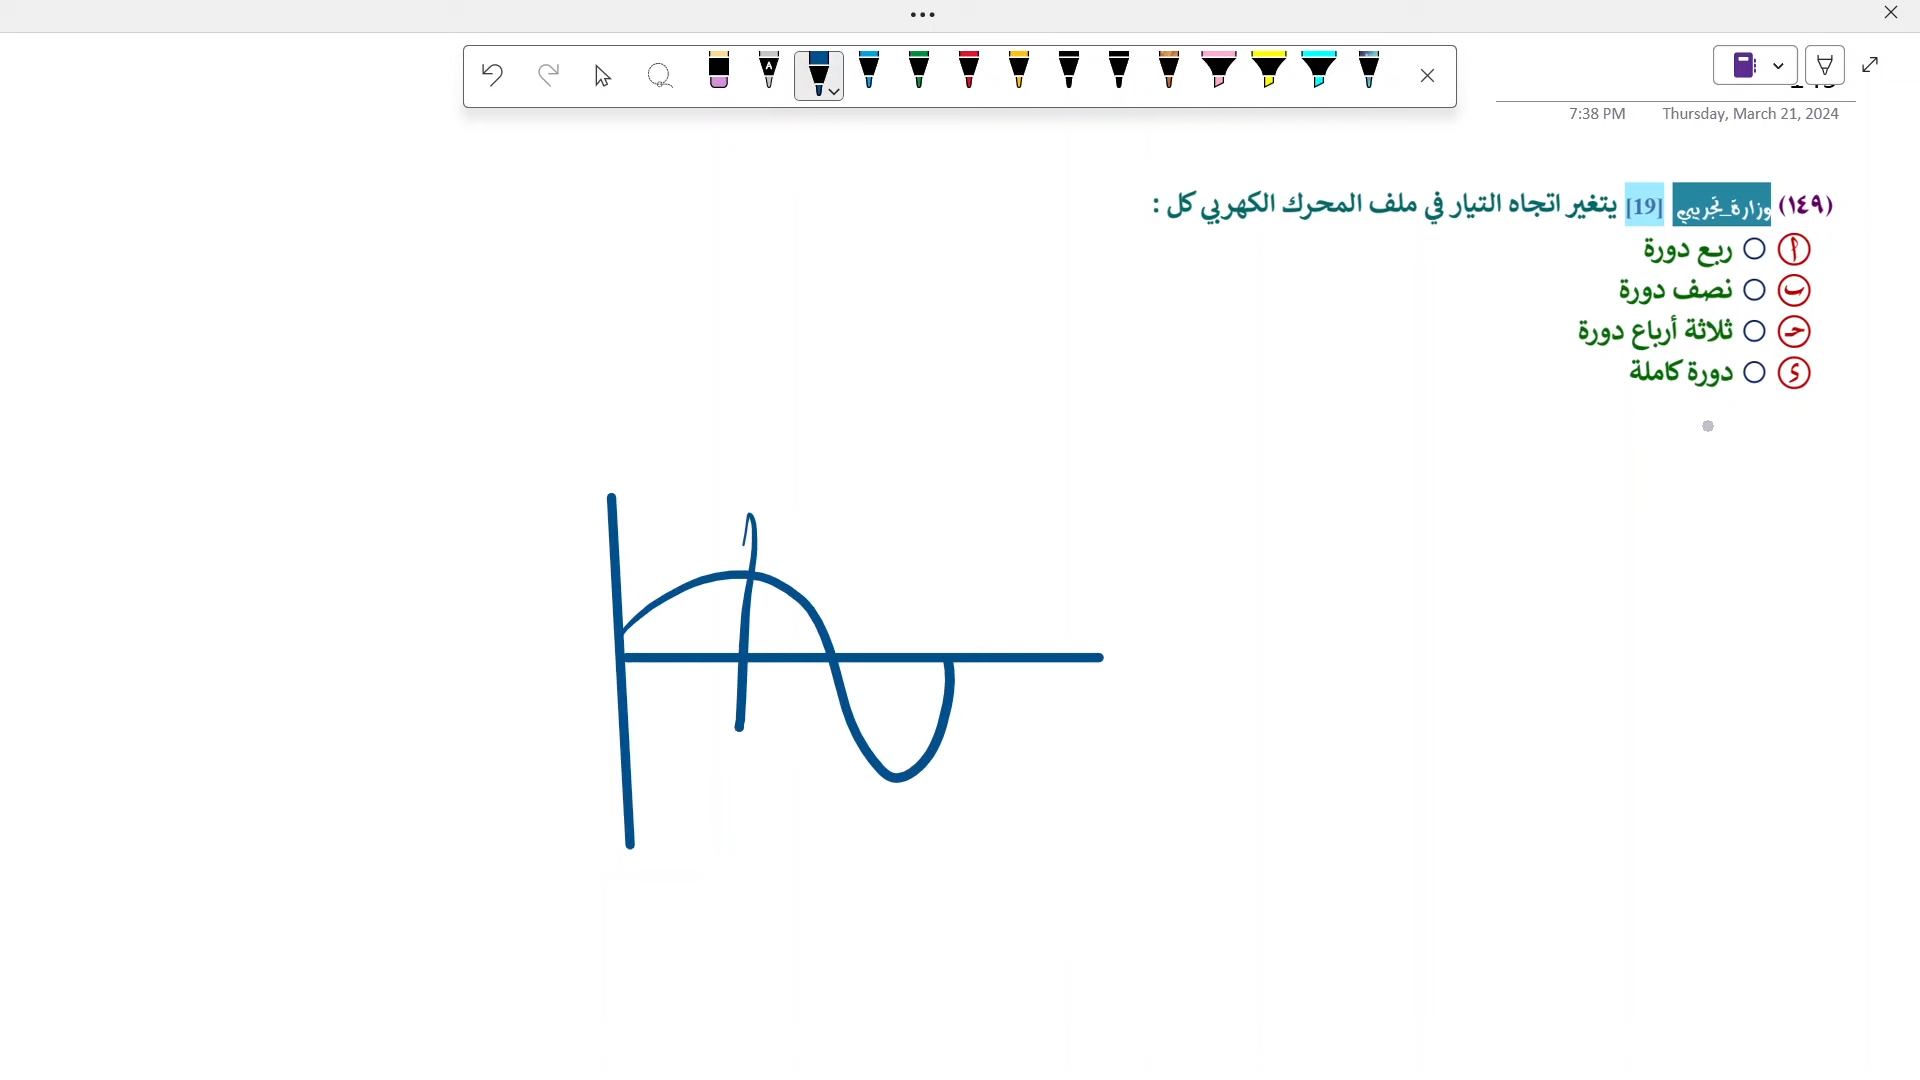 7:38 PM Thursday, March 21, 2024
(١٤٩) وزارة_تجريبي [19] يتغير اتجاه التيار في ملف المحرك الكهربي كل :
أ ربع دورة
ب نصف دورة
جـ ثلاثة أرباع دورة
د دورة كاملة